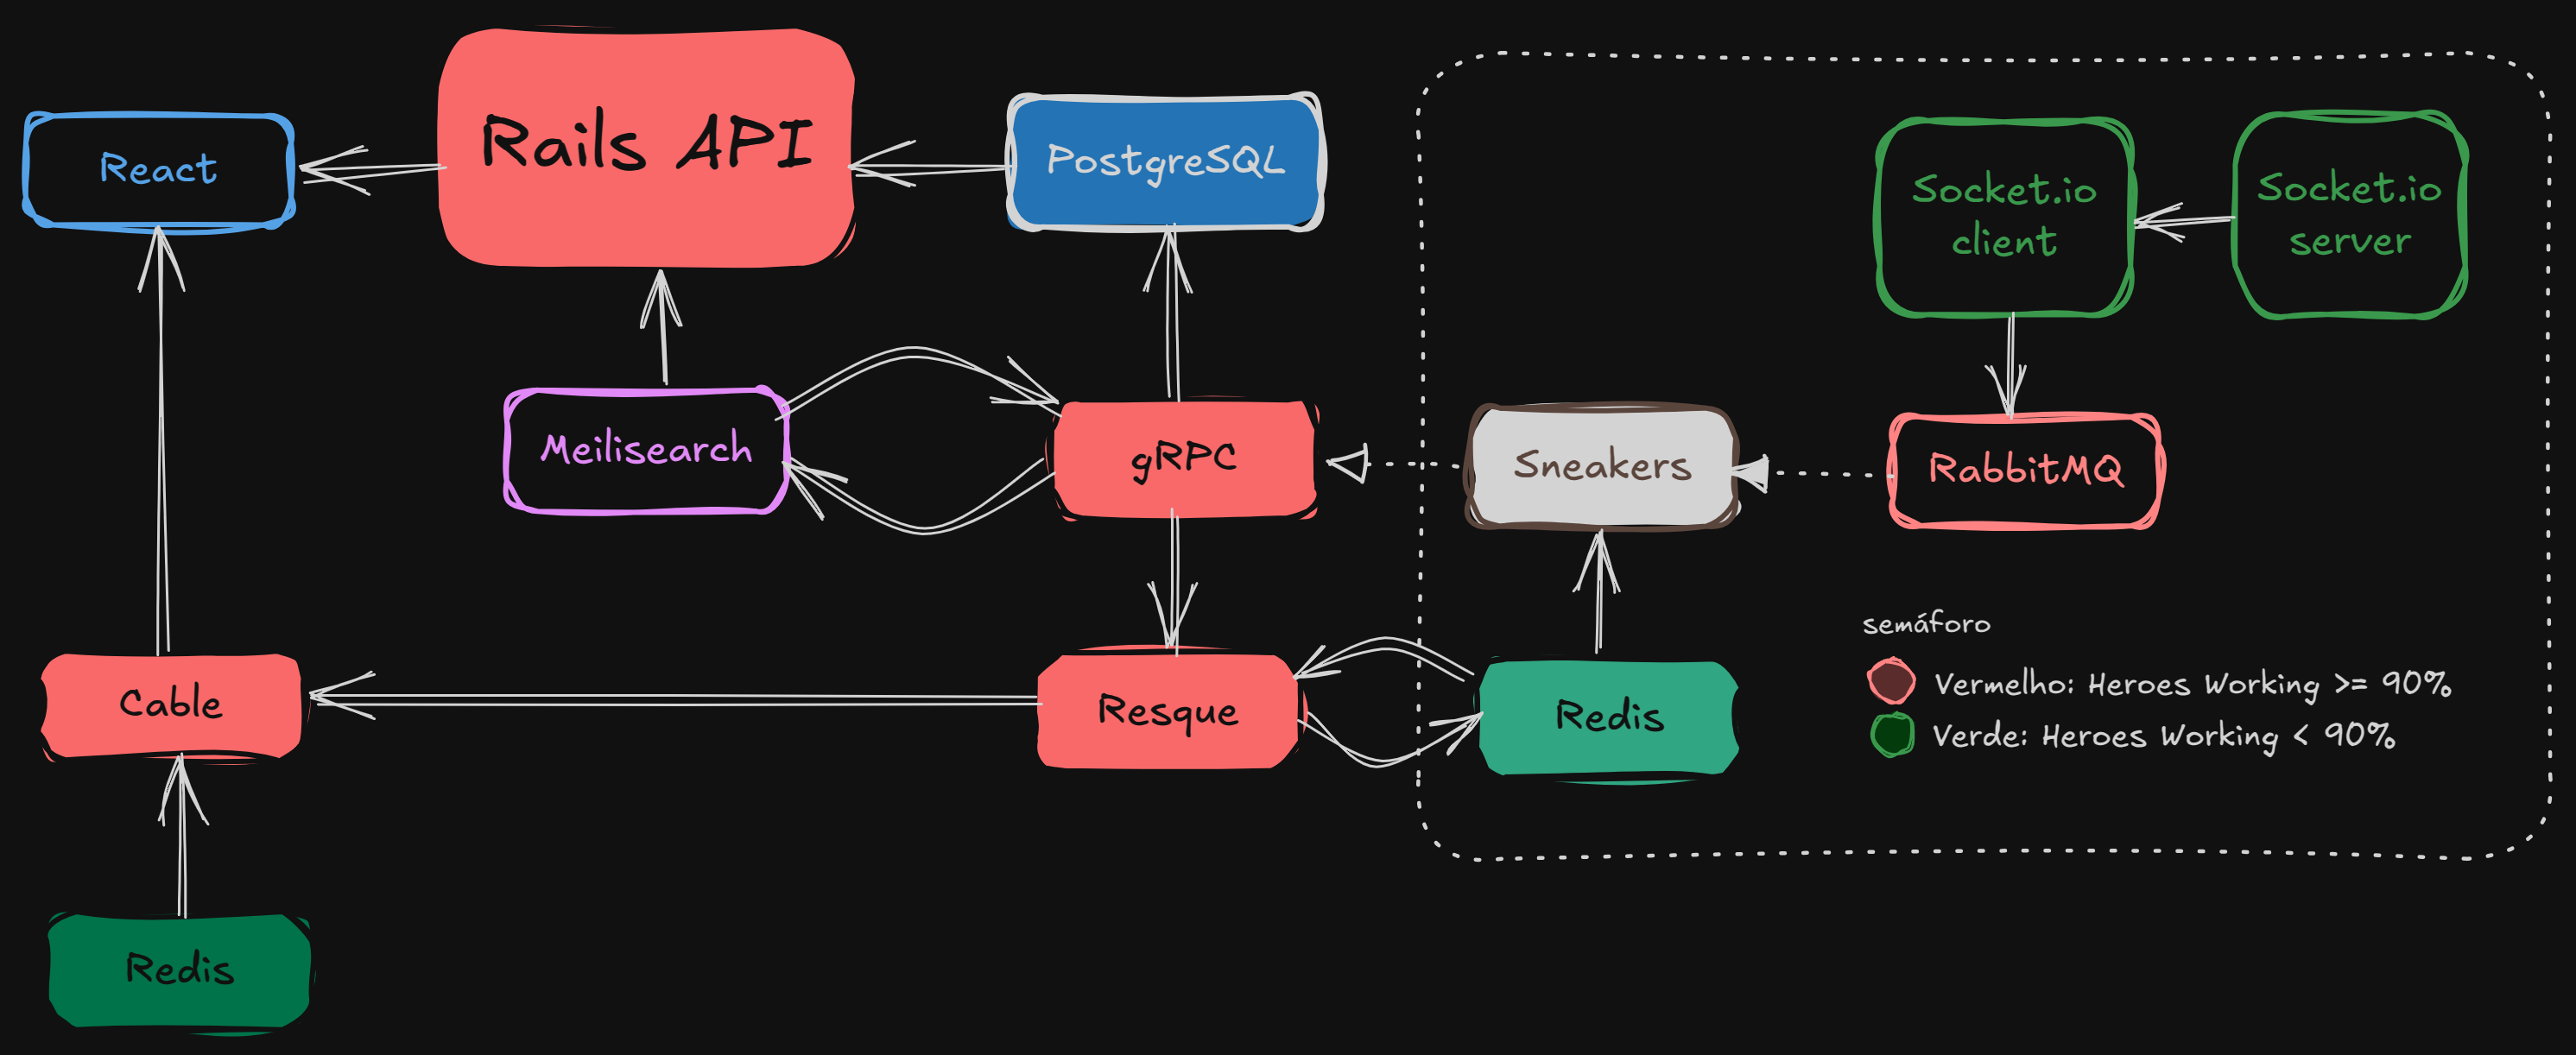 React
Rails API
PostgreSQL
Socket.io
client
Socket.io
server
Meilisearch
gRPC
Sneakers
RabbitMQ
semáforo
Vermelho: Heroes Working >= 90%
Verde: Heroes Working < 90%
Cable
Resque
Redis
Redis